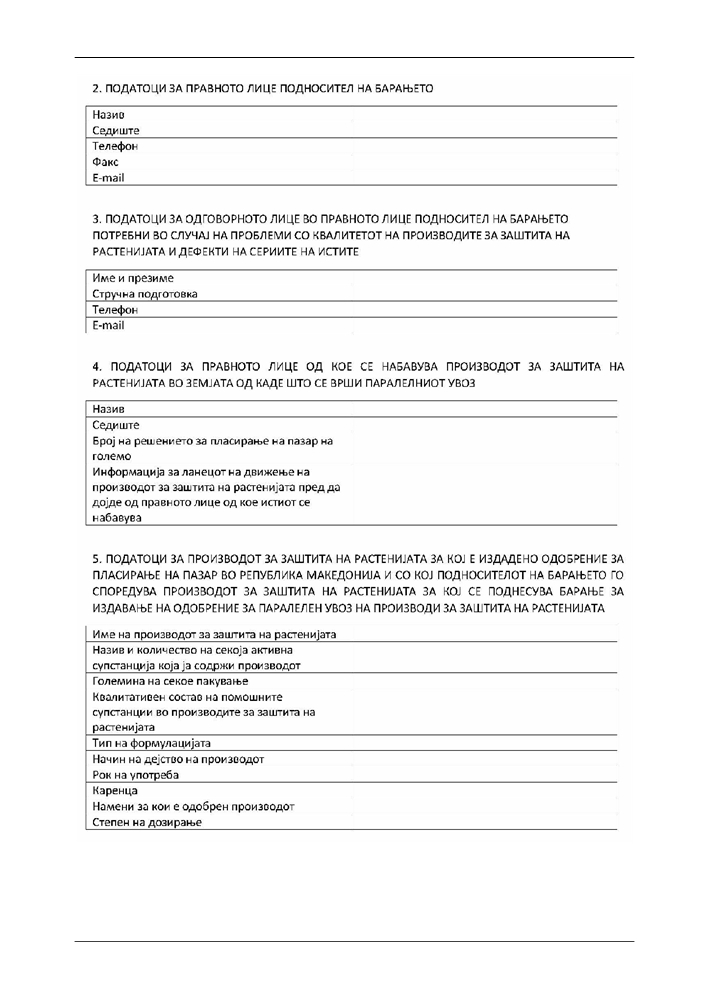 2. ПОДАТОЦИ ЗА ПРАВНОТО ЛИЦЕ ПОДНОСИТЕЛ НА БАРАЊЕТО
Назив
Седиште
Телефон
Факс
E-mail
3. ПОДАТОЦИ ЗА ОДГОВОРНОТО ЛИЦЕ ВО ПРАВНОТО ЛИЦЕ ПОДНОСИТЕЛ НА БАРАЊЕТО
ПОТРЕБНИ ВО СЛУЧАЈ НА ПРОБЛЕМИ СО КВАЛИТЕТОТ НА ПРОИЗВОДИТЕ ЗА ЗАШТИТА НА
РАСТЕНИЈАТА И ДЕФЕКТИ НА СЕРИИТЕ НА ИСТИТЕ
Име и презиме
Стручна подготовка
Телефон
E-mail
4. ПОДАТОЦИ ЗА ПРАВНОТО ЛИЦЕ ОД КОЕ СЕ НАБАВУВА ПРОИЗВОДОТ ЗА ЗАШТИТА НА
РАСТЕНИЈАТА ВО ЗЕМЈАТА ОД КАДЕ ШТО СЕ ВРШИ ПАРАЛЕЛНИОТ УВОЗ
Назив
Седиште
Број на решението за пласирање на пазар на
големо
Информација за ланецот на движење на
производот за заштита на растенијата пред да
дојде од правното лице од кое истиот се
набавува
5. ПОДАТОЦИ ЗА ПРОИЗВОДОТ ЗА ЗАШТИТА НА РАСТЕНИЈАТА ЗА КОЈ Е ИЗДАДЕНО ОДОБРЕНИЕ ЗА
ПЛАСИРАЊЕ НА ПАЗАР ВО РЕПУБЛИКА МАКЕДОНИЈА И СО КОЈ ПОДНОСИТЕЛОТ НА БАРАЊЕТО ГО
СПОРЕДУВА ПРОИЗВОДОТ ЗА ЗАШТИТА НА РАСТЕНИЈАТА ЗА КОЈ СЕ ПОДНЕСУВА БАРАЊЕ ЗА
ИЗДАВАЊЕ НА ОДОБРЕНИЕ ЗА ПАРАЛЕЛЕН УВОЗ НА ПРОИЗВОДИ ЗА ЗАШТИТА НА РАСТЕНИЈАТА
Име на производот за заштита на растенијата
Назив и количество на секоја активна
супстанција која ја содржи производот
Големина на секое пакување
Квалитативен состав на помошните
супстанции во производите за заштита на
растенијата
Тип на формулацијата
Начин на дејство на производот
Рок на употреба
Каренца
Намени за кои е одобрен производот
Степен на дозирање